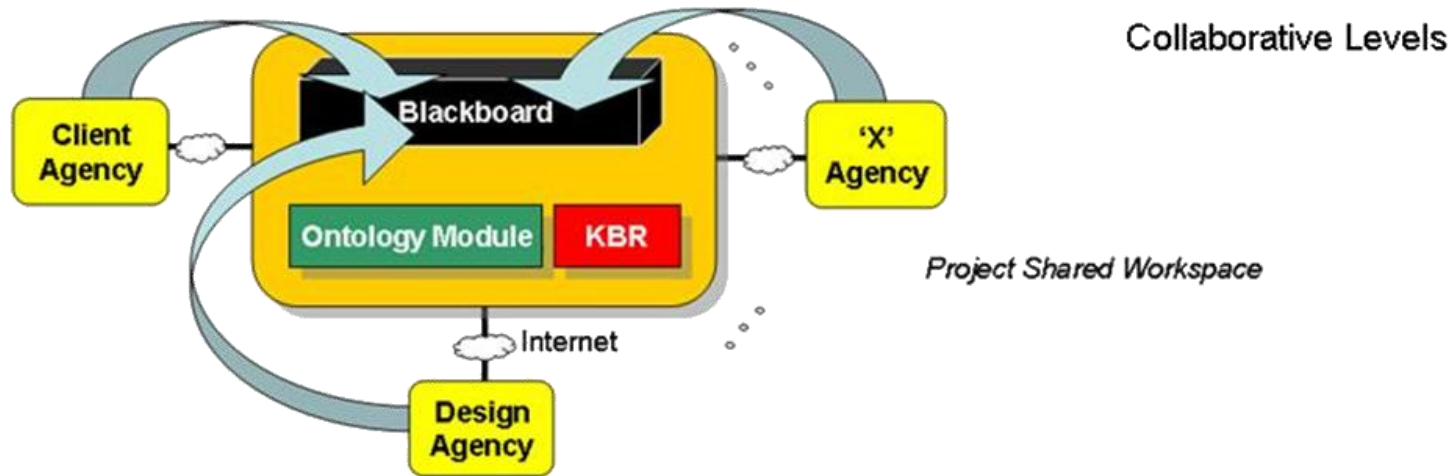 Collaborative Levels
Blackboard
Client
Agency
'X'
Agency
Ontology Module
KBR
Project Shared Workspace
Internet
Design
Agency